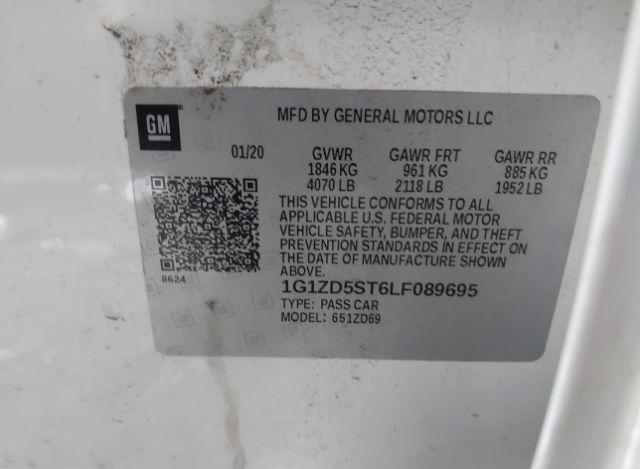 GM
MFD BY GENERAL MOTORS LLC
01/20 GVWR GAWR FRT GAWR RR
1846 KG 961 KG 885 KG
4070 LB 2118 LB 1952 LB
THIS VEHICLE CONFORMS TO ALL
APPLICABLE U.S. FEDERAL MOTOR
VEHICLE SAFETY, BUMPER, AND THEFT
PREVENTION STANDARDS IN EFFECT ON
THE DATE OF MANUFACTURE SHOWN
ABOVE.
8624
1G1ZD5ST6LF089695
TYPE: PASS CAR
MODEL: 651ZD69